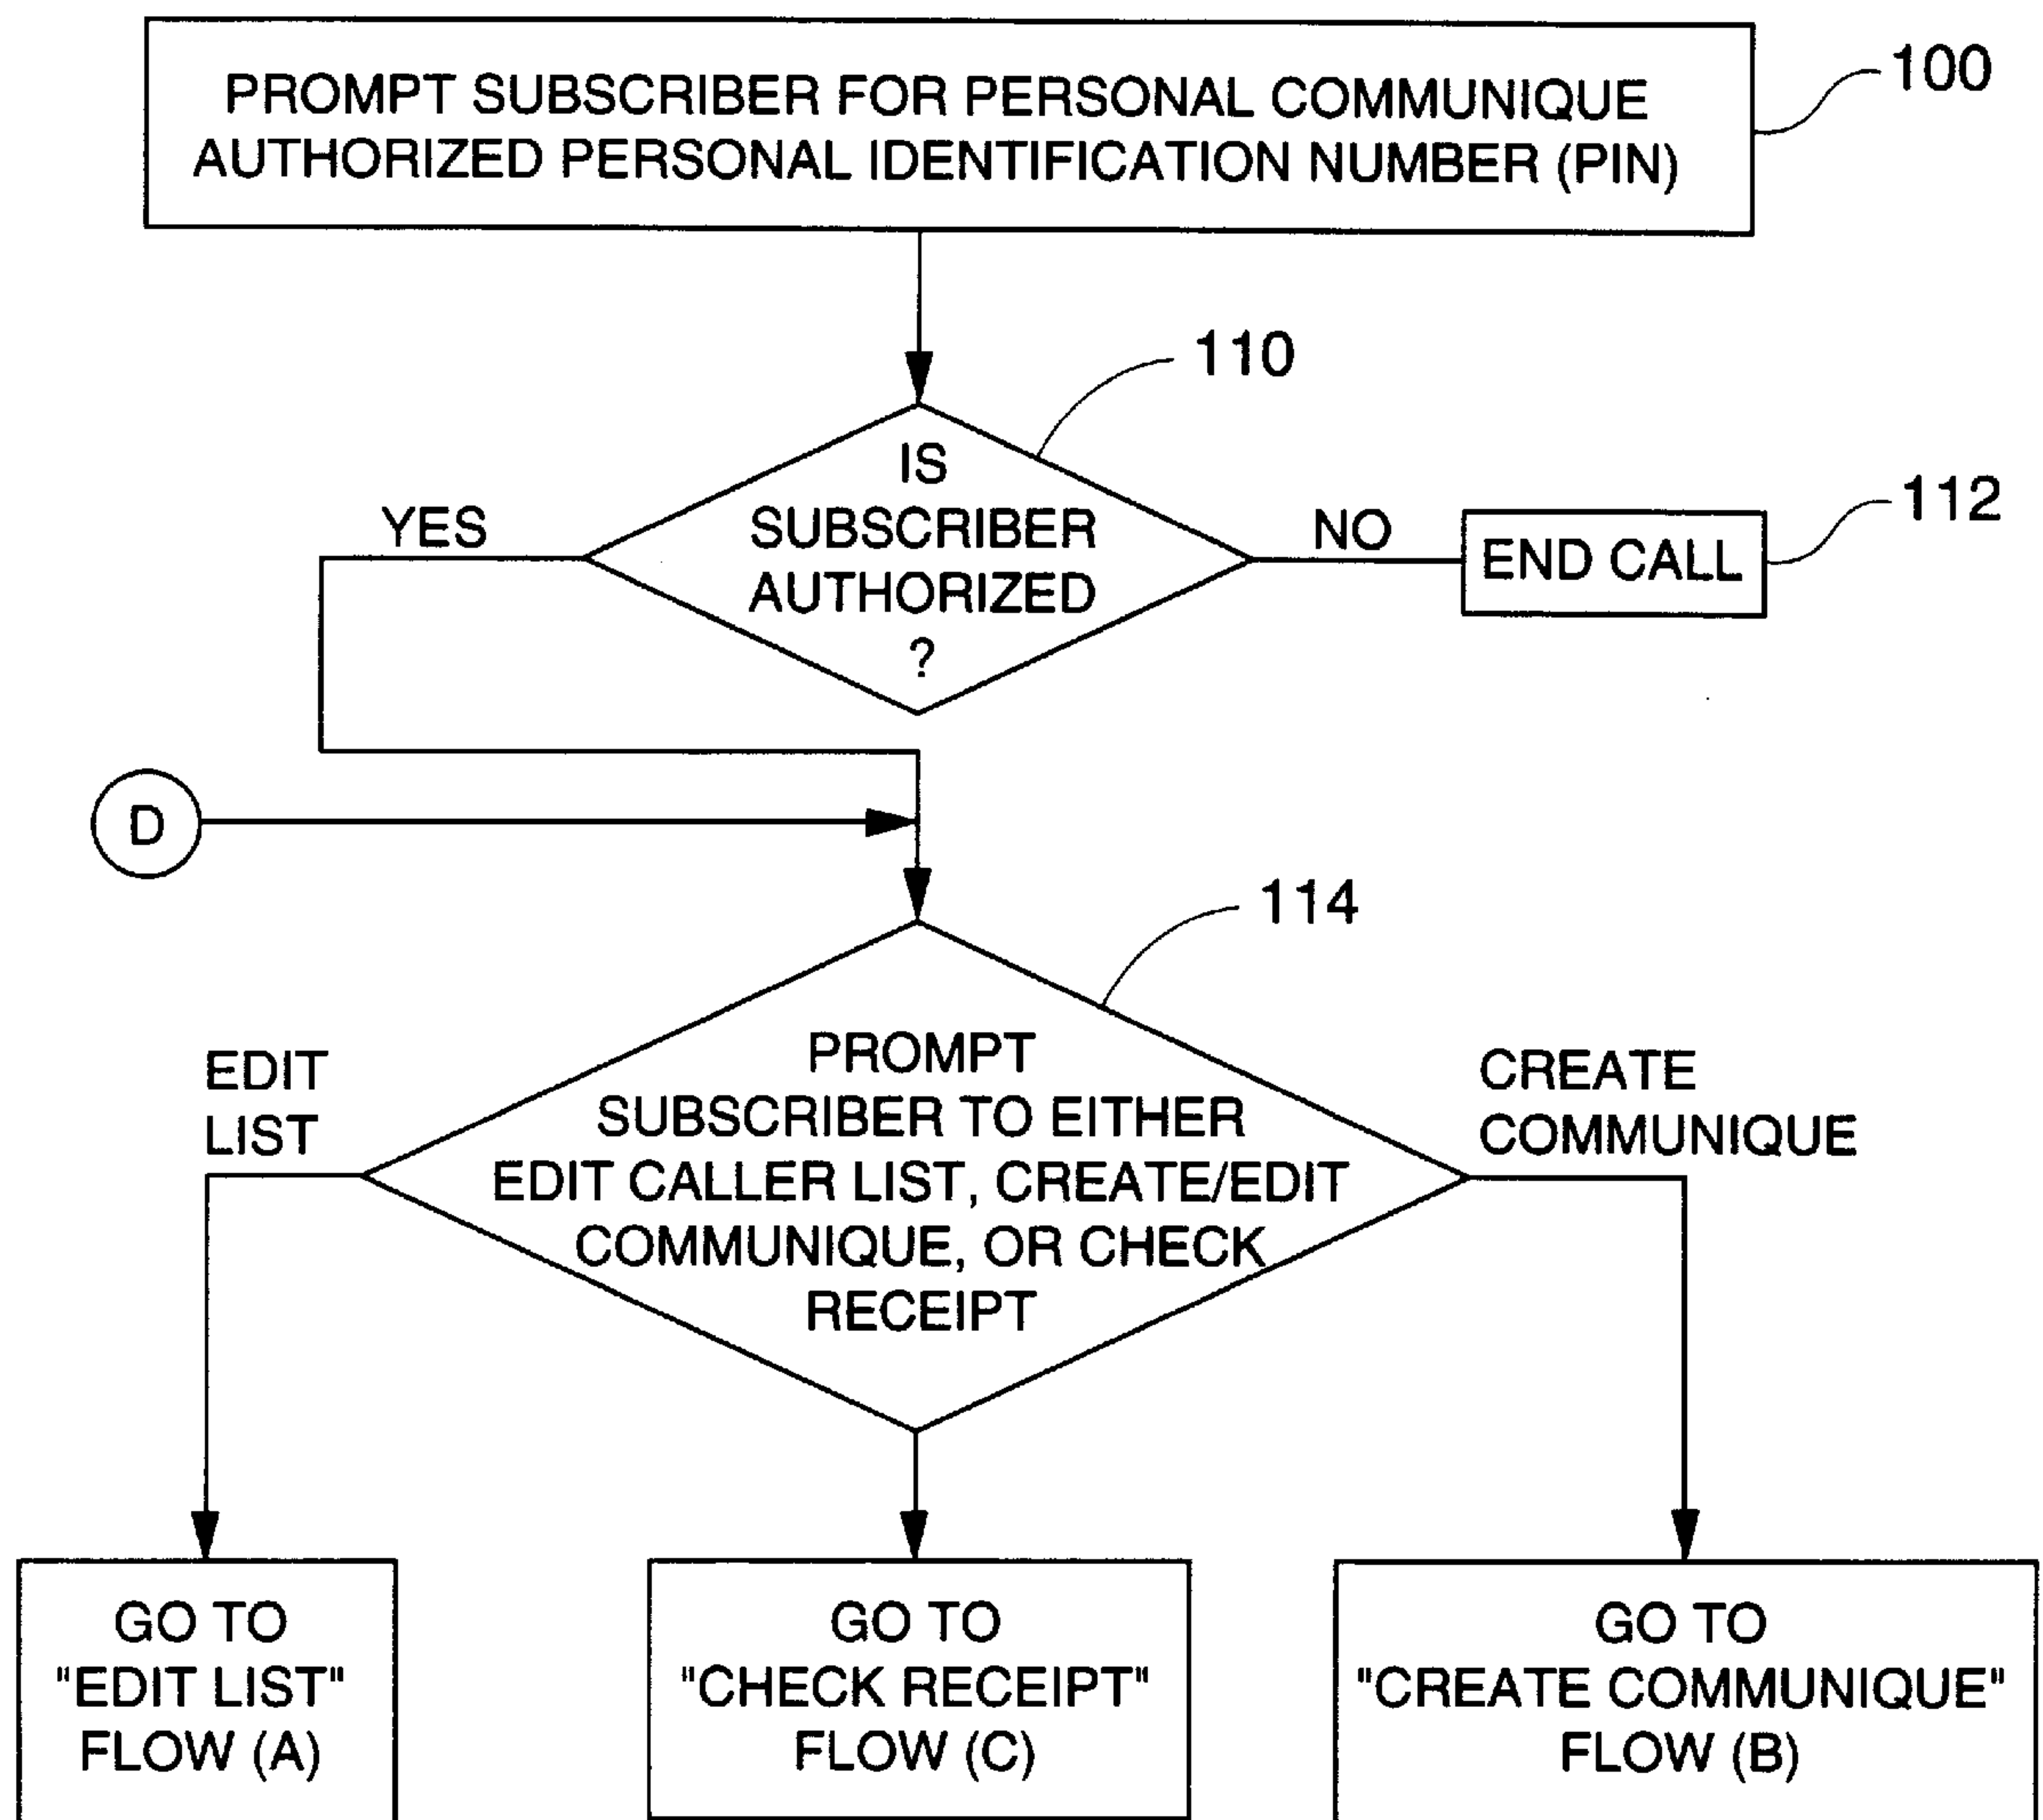 PROMPT SUBSCRIBER FOR PERSONAL COMMUNIQUE
AUTHORIZED PERSONAL IDENTIFICATION NUMBER (PIN)
100
110
IS
SUBSCRIBER
AUTHORIZED
?
YES
NO
END CALL
112
D
114
PROMPT
SUBSCRIBER TO EITHER
EDIT CALLER LIST, CREATE/EDIT
COMMUNIQUE, OR CHECK
RECEIPT
EDIT
LIST
CREATE
COMMUNIQUE
GO TO
"EDIT LIST"
FLOW (A)
GO TO
"CHECK RECEIPT"
FLOW (C)
GO TO
"CREATE COMMUNIQUE"
FLOW (B)